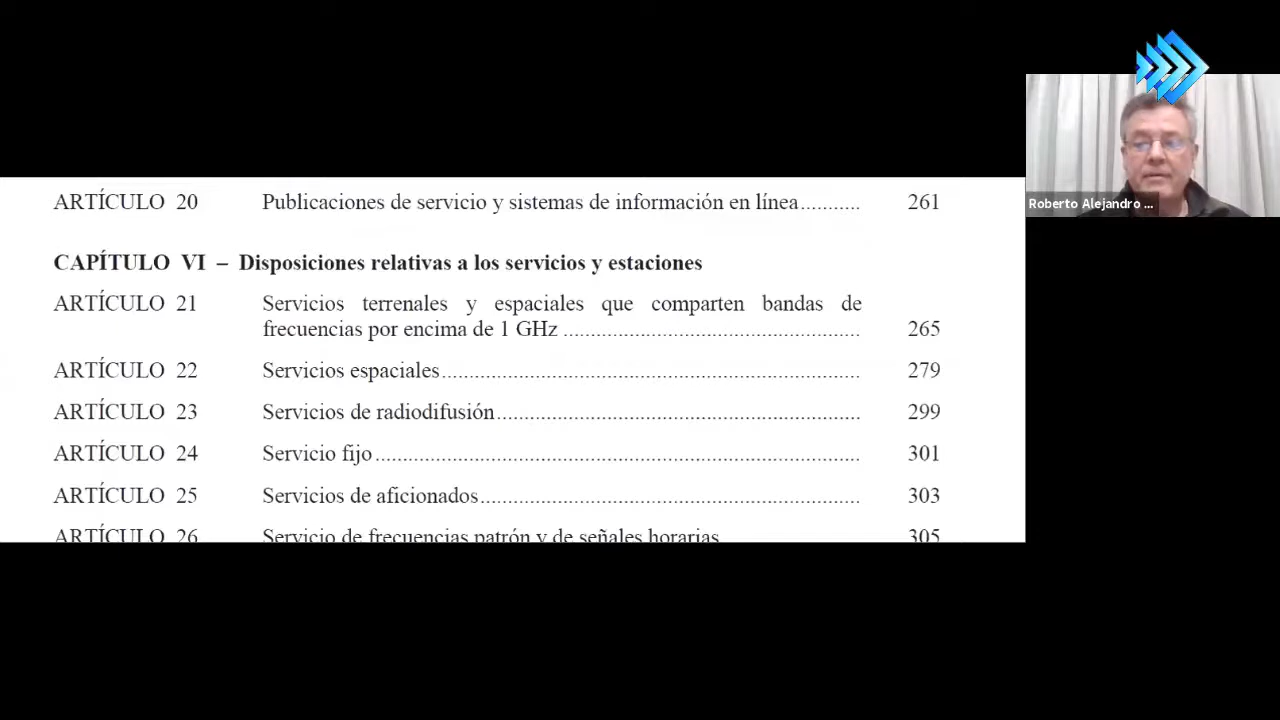 ARTÍCULO 20 Publicaciones de servicio y sistemas de información en línea........... 261
CAPÍTULO VI – Disposiciones relativas a los servicios y estaciones
ARTÍCULO 21 Servicios terrenales y espaciales que comparten bandas de
frecuencias por encima de 1 GHz ...................................................... 265
ARTÍCULO 22 Servicios espaciales............................................................................ 279
ARTÍCULO 23 Servicios de radiodifusión.................................................................. 299
ARTÍCULO 24 Servicio fijo........................................................................................ 301
ARTÍCULO 25 Servicios de aficionados..................................................................... 303
ARTÍCULO 26 Servicio de frecuencias patrón y de señales horarias 305
Roberto Alejandro ...